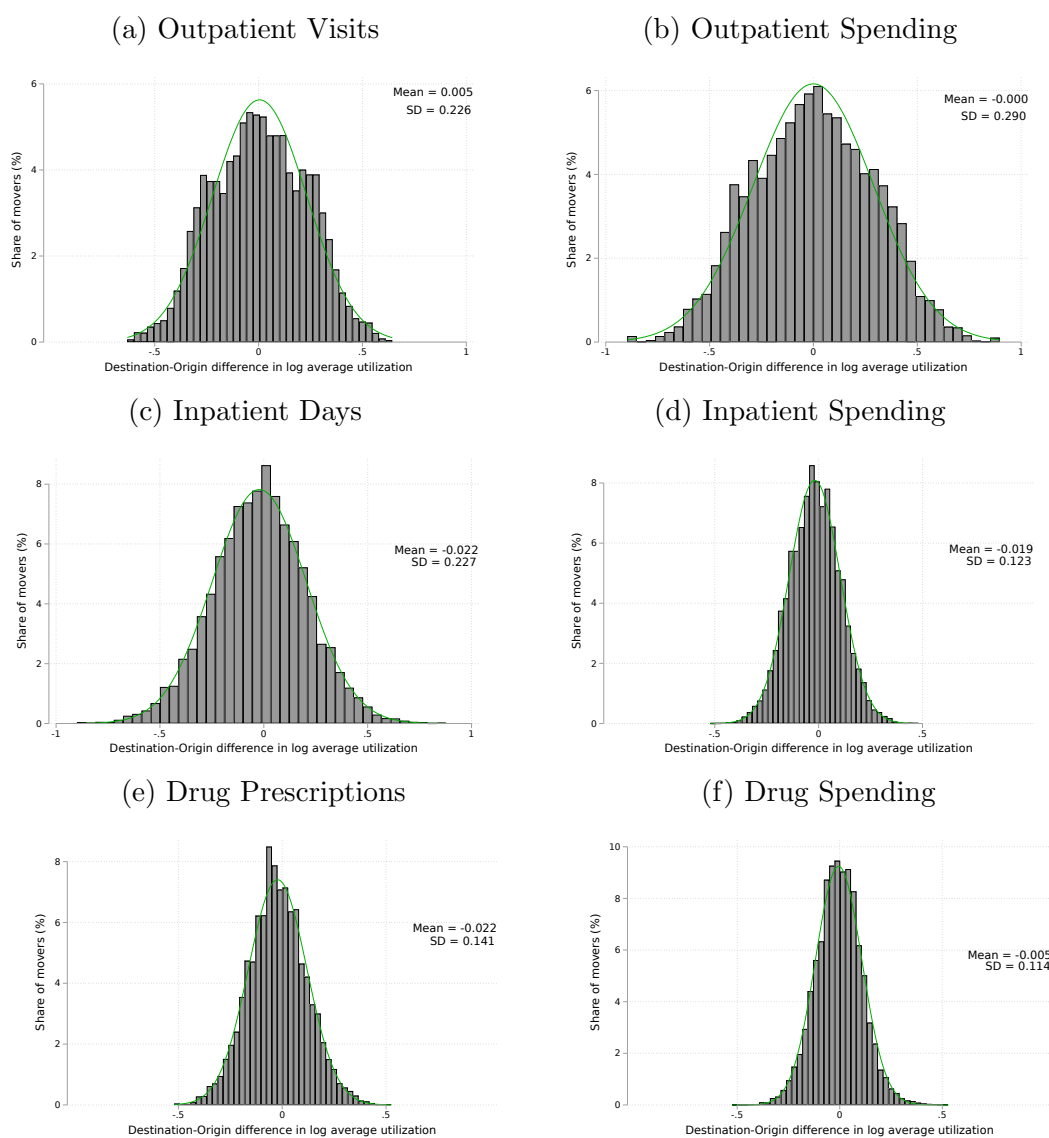 (a) Outpatient Visits
6
4
2
0
Share of movers (%)
Mean = 0.005
SD = 0.226
-.5 0 .5 1
Destination-Origin difference in log average utilization
(b) Outpatient Spending
6
4
2
0
Share of movers (%)
Mean = -0.000
SD = 0.290
-1 -.5 0 .5 1
Destination-Origin difference in log average utilization
(c) Inpatient Days
8
6
4
2
0
Share of movers (%)
Mean = -0.022
SD = 0.227
-1 -.5 0 .5 1
Destination-Origin difference in log average utilization
(d) Inpatient Spending
8
6
4
2
0
Share of movers (%)
Mean = -0.019
SD = 0.123
-.5 0 .5
Destination-Origin difference in log average utilization
(e) Drug Prescriptions
8
6
4
2
0
Share of movers (%)
Mean = -0.022
SD = 0.141
-.5 0 .5
Destination-Origin difference in log average utilization
(f) Drug Spending
10
8
6
4
2
0
Share of movers (%)
Mean = -0.005
SD = 0.114
-.5 0 .5
Destination-Origin difference in log average utilization